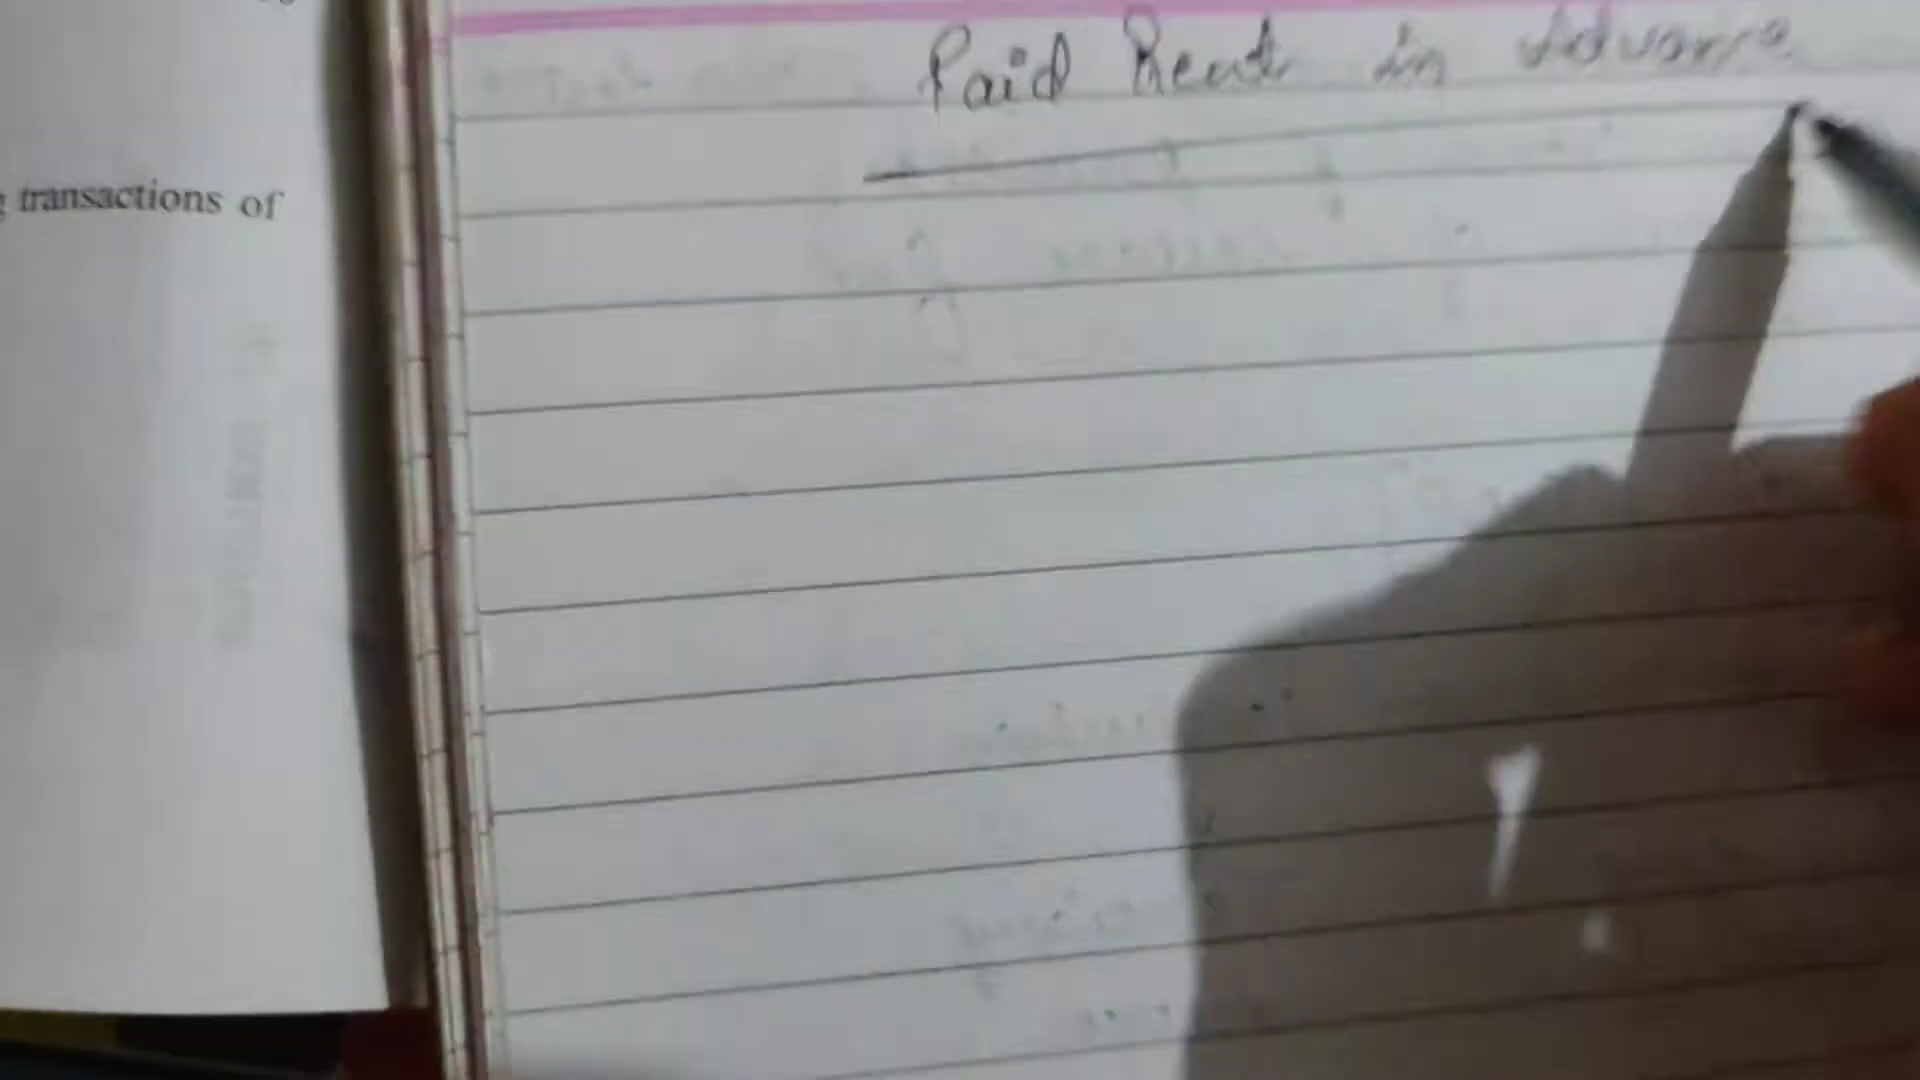 transactions of
Paid Rent in Advance